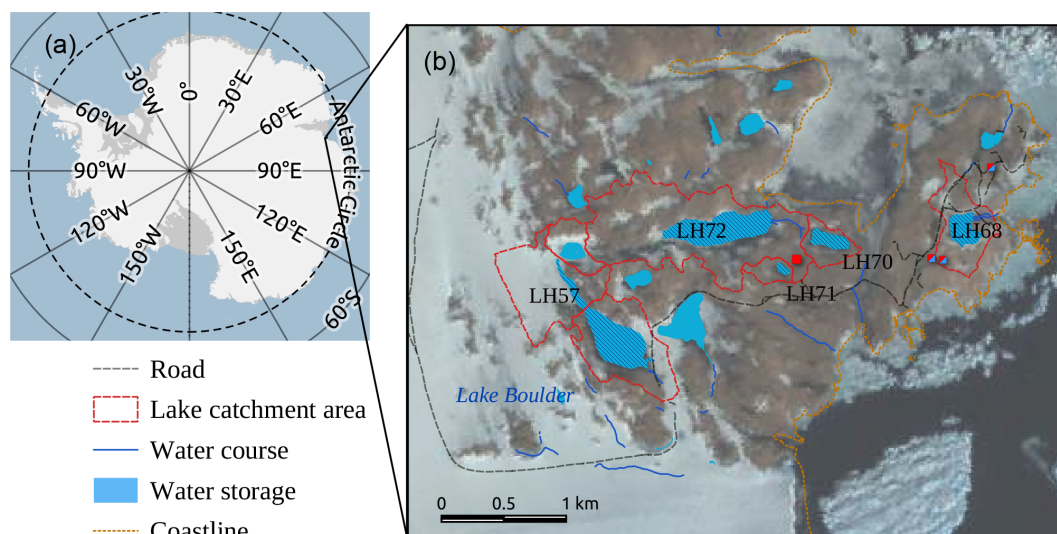 (a)
0°
30°W
30°E
60°W
60°E
Antarctic Circle
90°W
90°E
120°W
120°E
150°W
150°E
60°S
Road
Lake catchment area
Water course
Water storage
Coastline
(b)
LH72
LH68
LH70
LH71
LH57
Lake Boulder
0 0.5 1 km